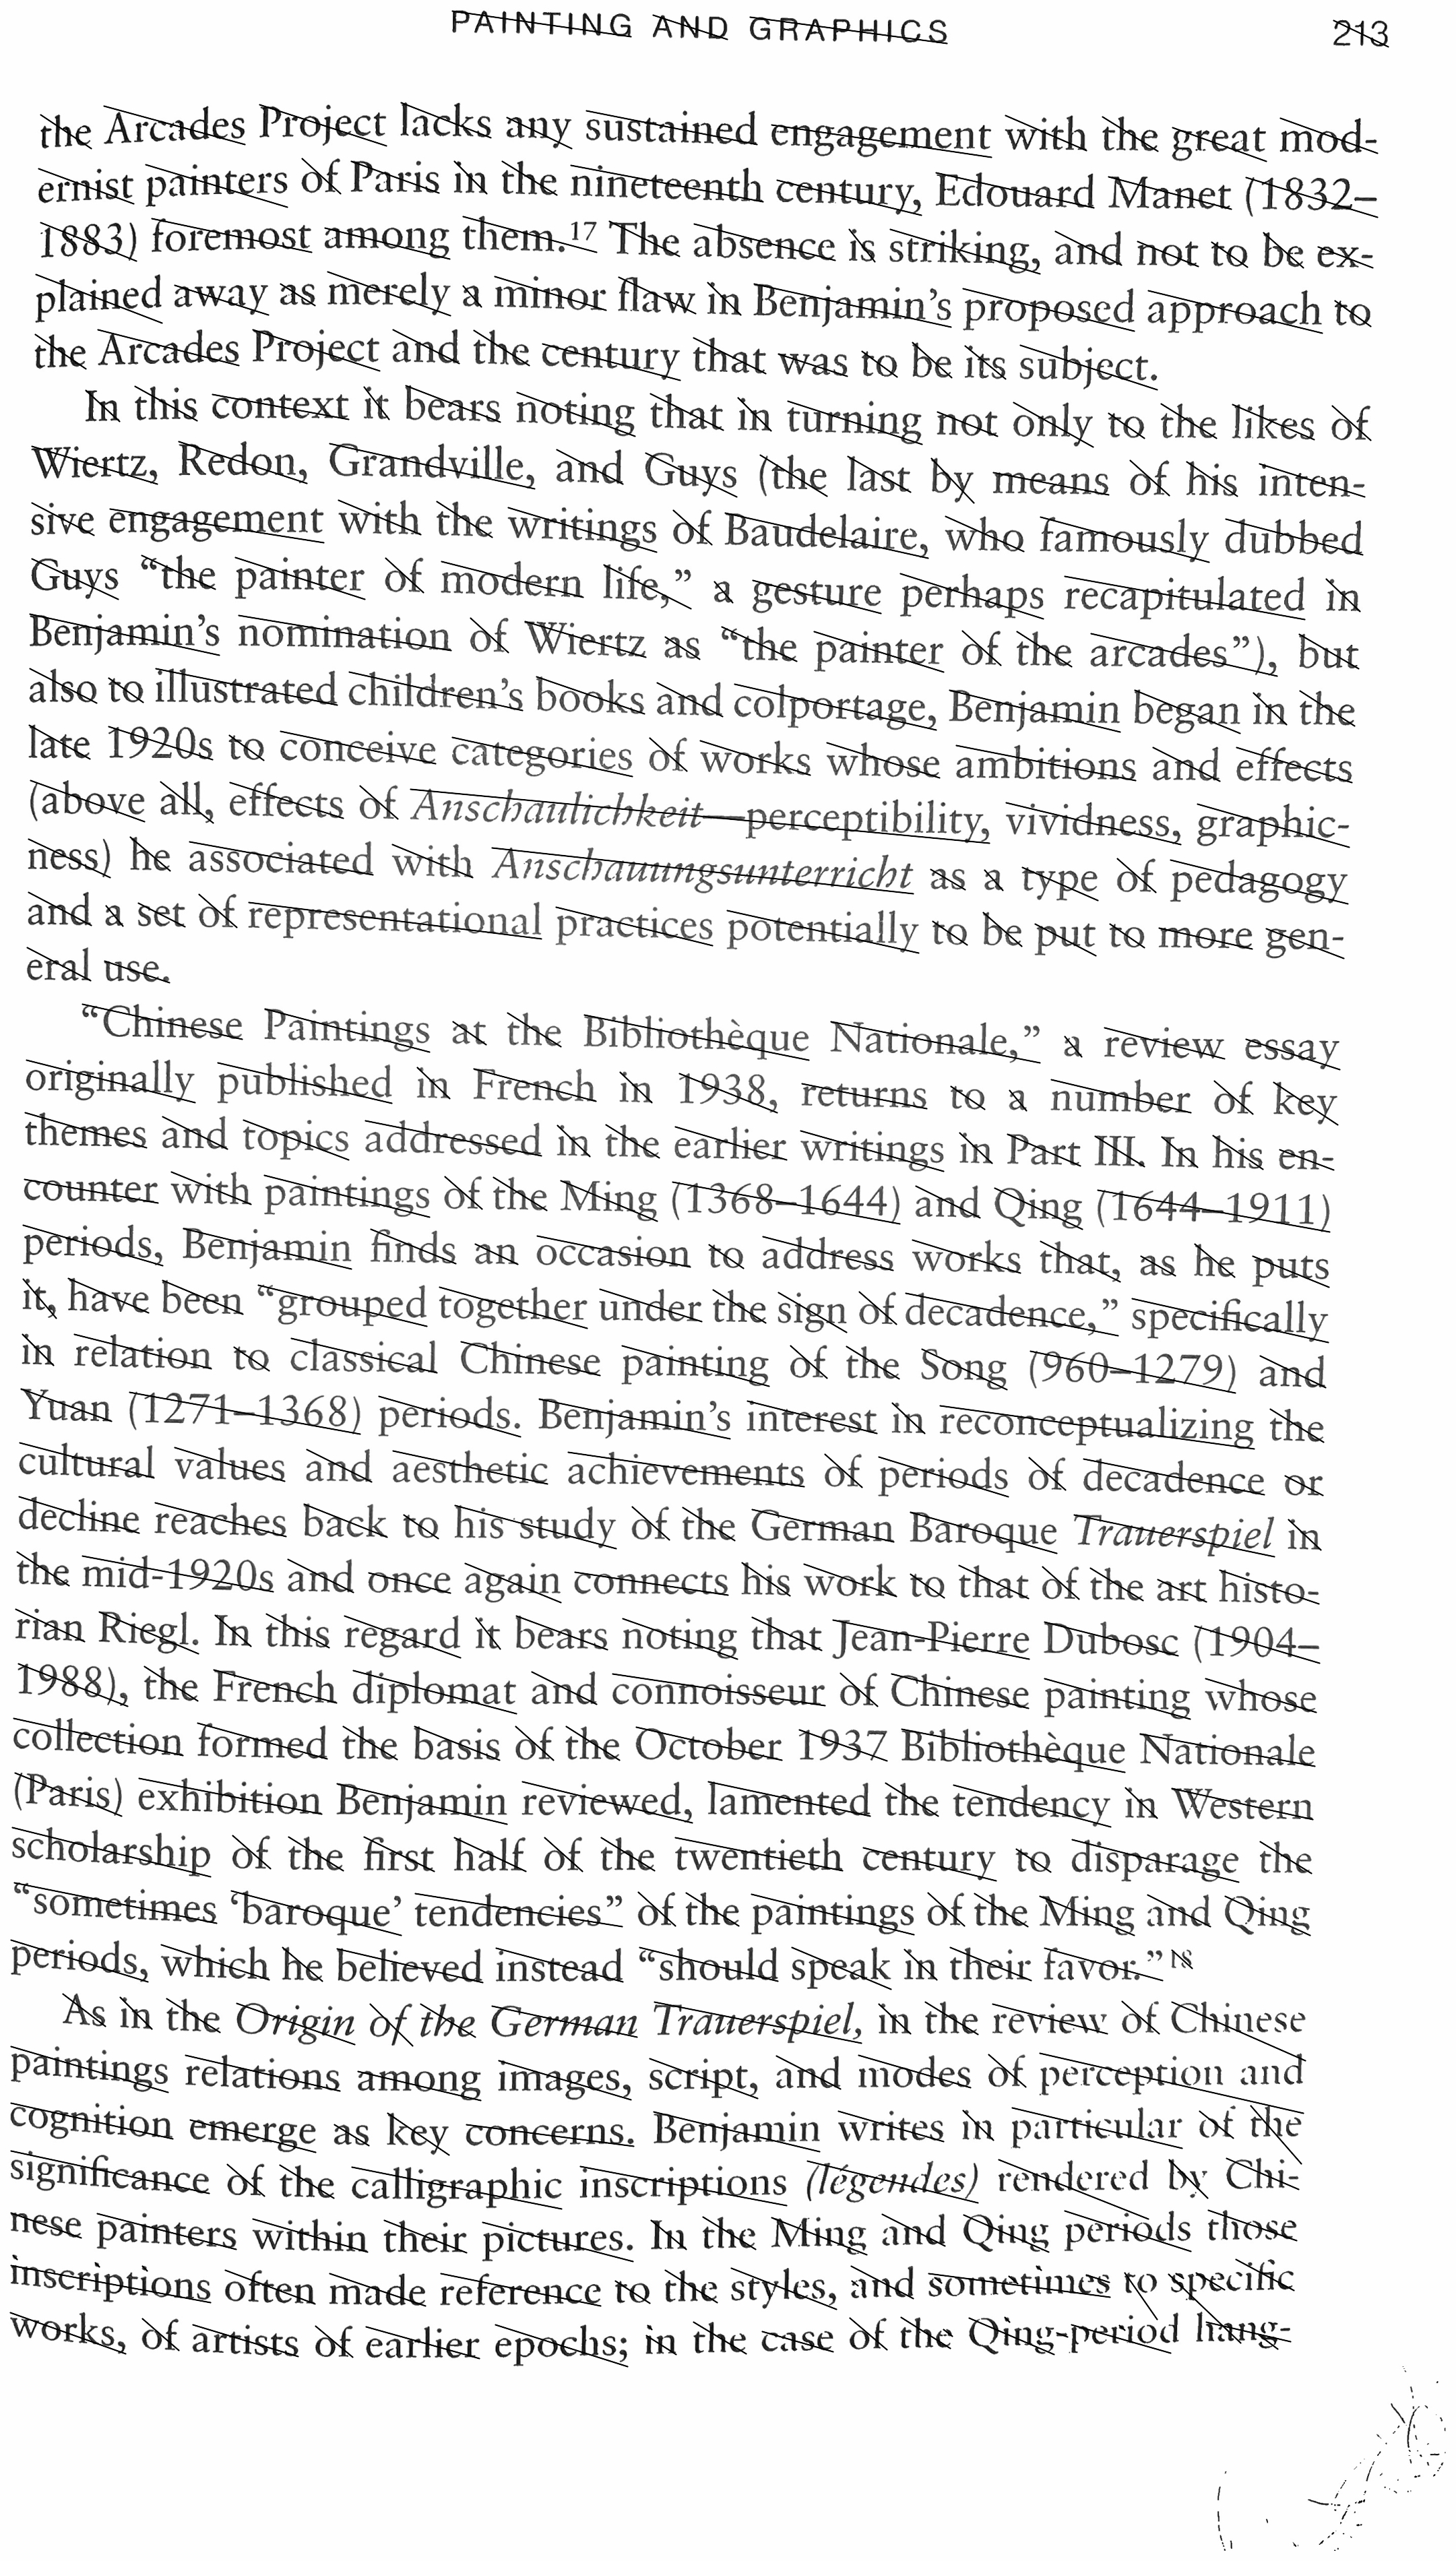 PAINTING AND GRAPHICS 213
the Arcades Project lacks any sustained engagement with the great mod-
ernist painters of Paris in the nineteenth century, Edouard Manet (1832–
1883) foremost among them.17 The absence is striking, and not to be ex-
plained away as merely a minor flaw in Benjamin's proposed approach to
the Arcades Project and the century that was to be its subject.
In this context it bears noting that in turning not only to the likes of
Wiertz, Redon, Grandville, and Guys (the last by means of his inten-
sive engagement with the writings of Baudelaire, who famously dubbed
Guys “the painter of modern life,” a gesture perhaps recapitulated in
Benjamin's nomination of Wiertz as “the painter of the arcades”), but
also to illustrated children's books and colportage, Benjamin began in the
late 1920s to conceive categories of works whose ambitions and effects
(above all, effects of Anschaulichkeit—perceptibility, vividness, graphic-
ness) he associated with Anschauungsunterricht as a type of pedagogy
and a set of representational practices potentially to be put to more gen-
eral use.
“Chinese Paintings at the Bibliothèque Nationale,” a review essay
originally published in French in 1938, returns to a number of key
themes and topics addressed in the earlier writings in Part III. In his en-
counter with paintings of the Ming (1368–1644) and Qing (1644–1911)
periods, Benjamin finds an occasion to address works that, as he puts
it, have been “grouped together under the sign of decadence,” specifically
in relation to classical Chinese painting of the Song (960–1279) and
Yuan (1271–1368) periods. Benjamin's interest in reconceptualizing the
cultural values and aesthetic achievements of periods of decadence or
decline reaches back to his study of the German Baroque Trauerspiel in
the mid-1920s and once again connects his work to that of the art histo-
rian Riegl. In this regard it bears noting that Jean-Pierre Dubosc (1904–
1988), the French diplomat and connoisseur of Chinese painting whose
collection formed the basis of the October 1937 Bibliothèque Nationale
(Paris) exhibition Benjamin reviewed, lamented the tendency in Western
scholarship of the first half of the twentieth century to disparage the
“sometimes ‘baroque’ tendencies” of the paintings of the Ming and Qing
periods, which he believed instead “should speak in their favor.”18
As in the Origin of the German Trauerspiel, in the review of Chinese
paintings relations among images, script, and modes of perception and
cognition emerge as key concerns. Benjamin writes in particular of the
significance of the calligraphic inscriptions (légendes) rendered by Chi-
nese painters within their pictures. In the Ming and Qing periods those
inscriptions often made reference to the styles, and sometimes to specific
works, of artists of earlier epochs; in the case of the Qing-period hang-